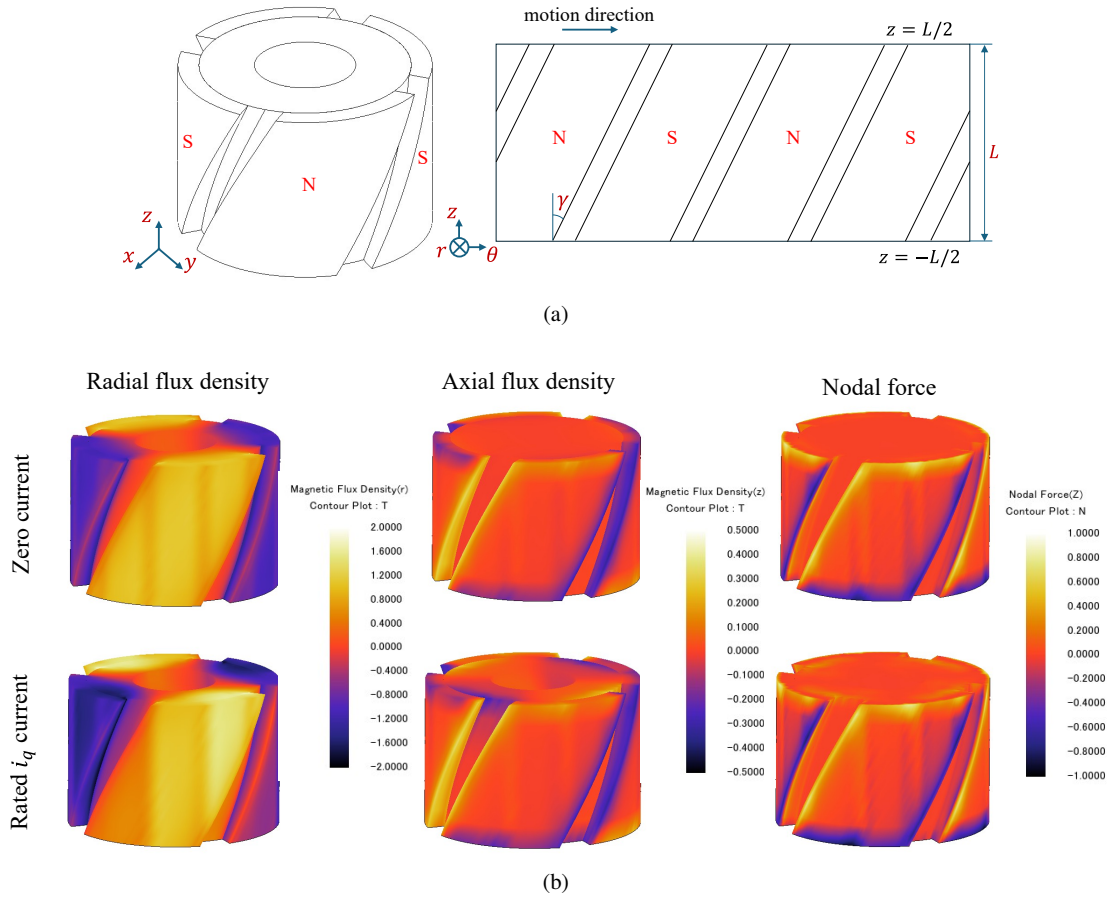 motion direction
z = L/2
S
N
S
N
S
N
S
L
γ
z
x
y
z
r
θ
z = −L/2
(a)
Radial flux density
Axial flux density
Nodal force
Zero current
Magnetic Flux Density(r)
Contour Plot : T
2.0000
1.6000
1.2000
0.8000
0.4000
0.0000
−0.4000
−0.8000
−1.2000
−1.6000
−2.0000
Magnetic Flux Density(z)
Contour Plot : T
0.5000
0.4000
0.3000
0.2000
0.1000
0.0000
−0.1000
−0.2000
−0.3000
−0.4000
−0.5000
Nodal Force(Z)
Contour Plot : N
1.0000
0.8000
0.6000
0.4000
0.2000
0.0000
−0.2000
−0.4000
−0.6000
−0.8000
−1.0000
Rated i_q current
(b)